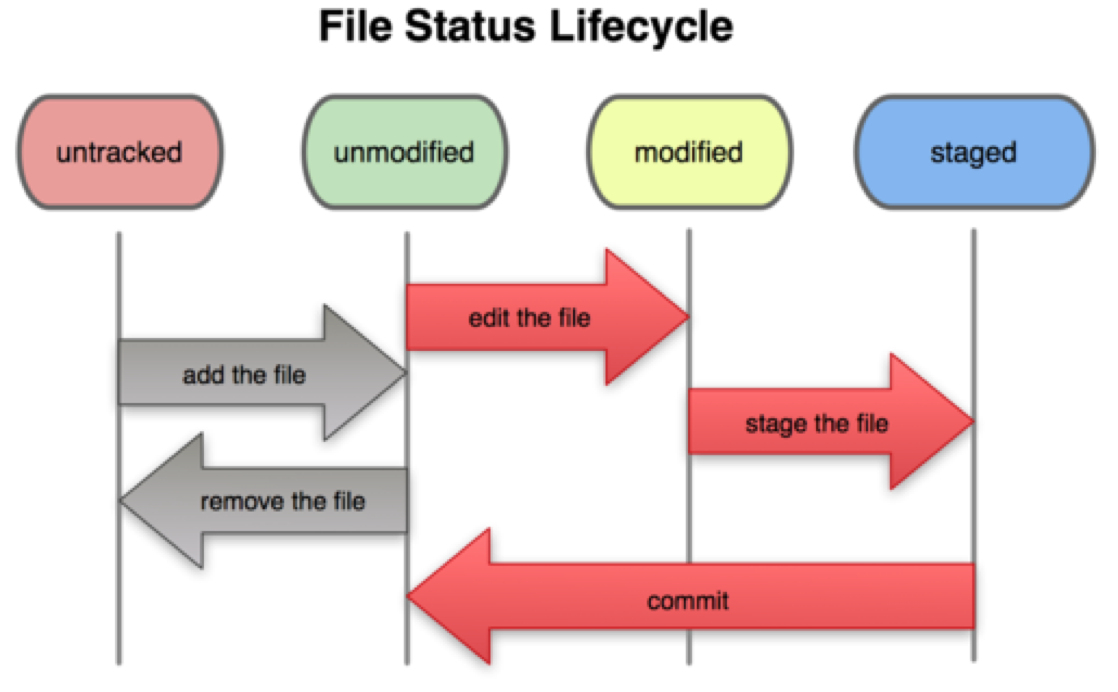 File Status Lifecycle
untracked
unmodified
modified
staged
edit the file
add the file
stage the file
remove the file
commit